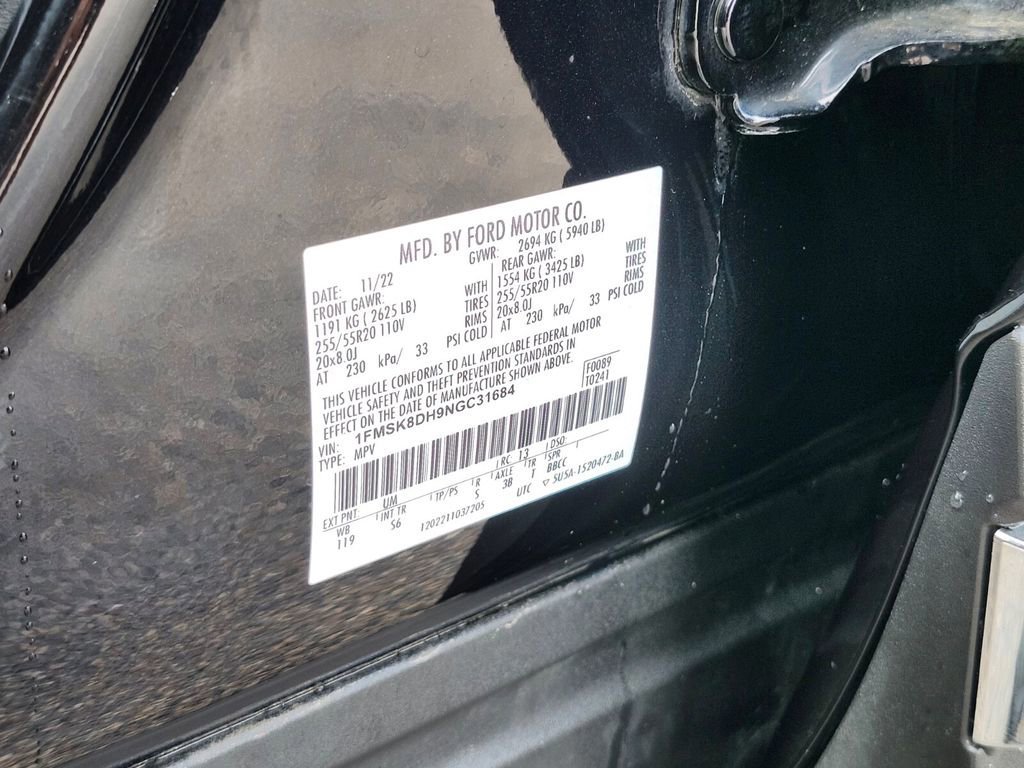 MFD. BY FORD MOTOR CO.
DATE: 11/22 GVWR: 2694 KG ( 5940 LB)
FRONT GAWR: REAR GAWR:
1191 KG ( 2625 LB) WITH 1554 KG ( 3425 LB) WITH
255/55R20 110V TIRES 255/55R20 110V TIRES
20x8.0J RIMS 20x8.0J RIMS
AT 230 kPa/ 33 PSI COLD AT 230 kPa/ 33 PSI COLD
THIS VEHICLE CONFORMS TO ALL APPLICABLE FEDERAL MOTOR
VEHICLE SAFETY AND THEFT PREVENTION STANDARDS IN
EFFECT ON THE DATE OF MANUFACTURE SHOWN ABOVE.
VIN: 1FMSK8DH9NGC31684 F0089
TYPE: MPV T0241
EXT PNT: UM RC: 13 DSO:
WB INT TR TP/PS R AXLE TR SPR
119 S6 S 3B I BBCC
1202211037205 UTC ▽ 5U5A-1520472-BA